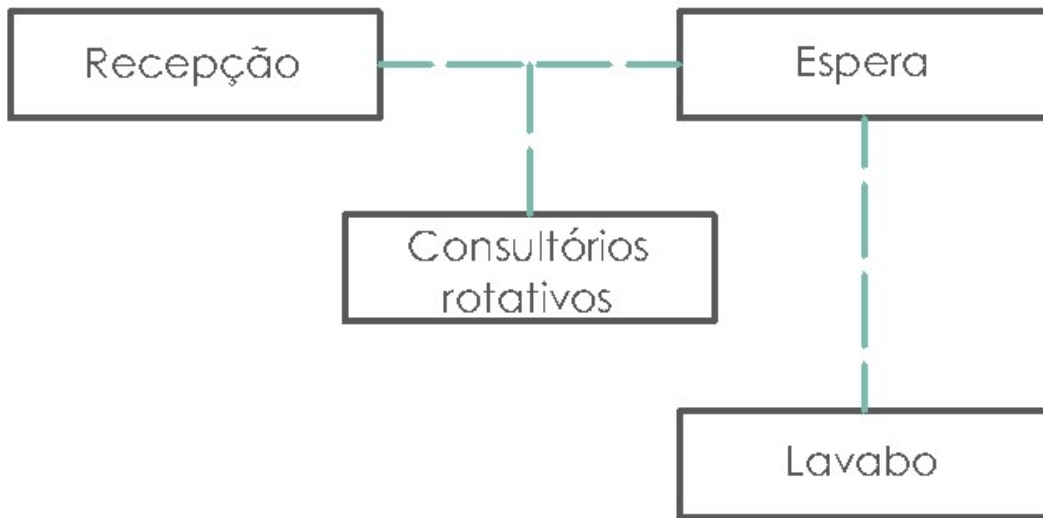 Recepção
Espera
Consultórios
rotativos
Lavabo